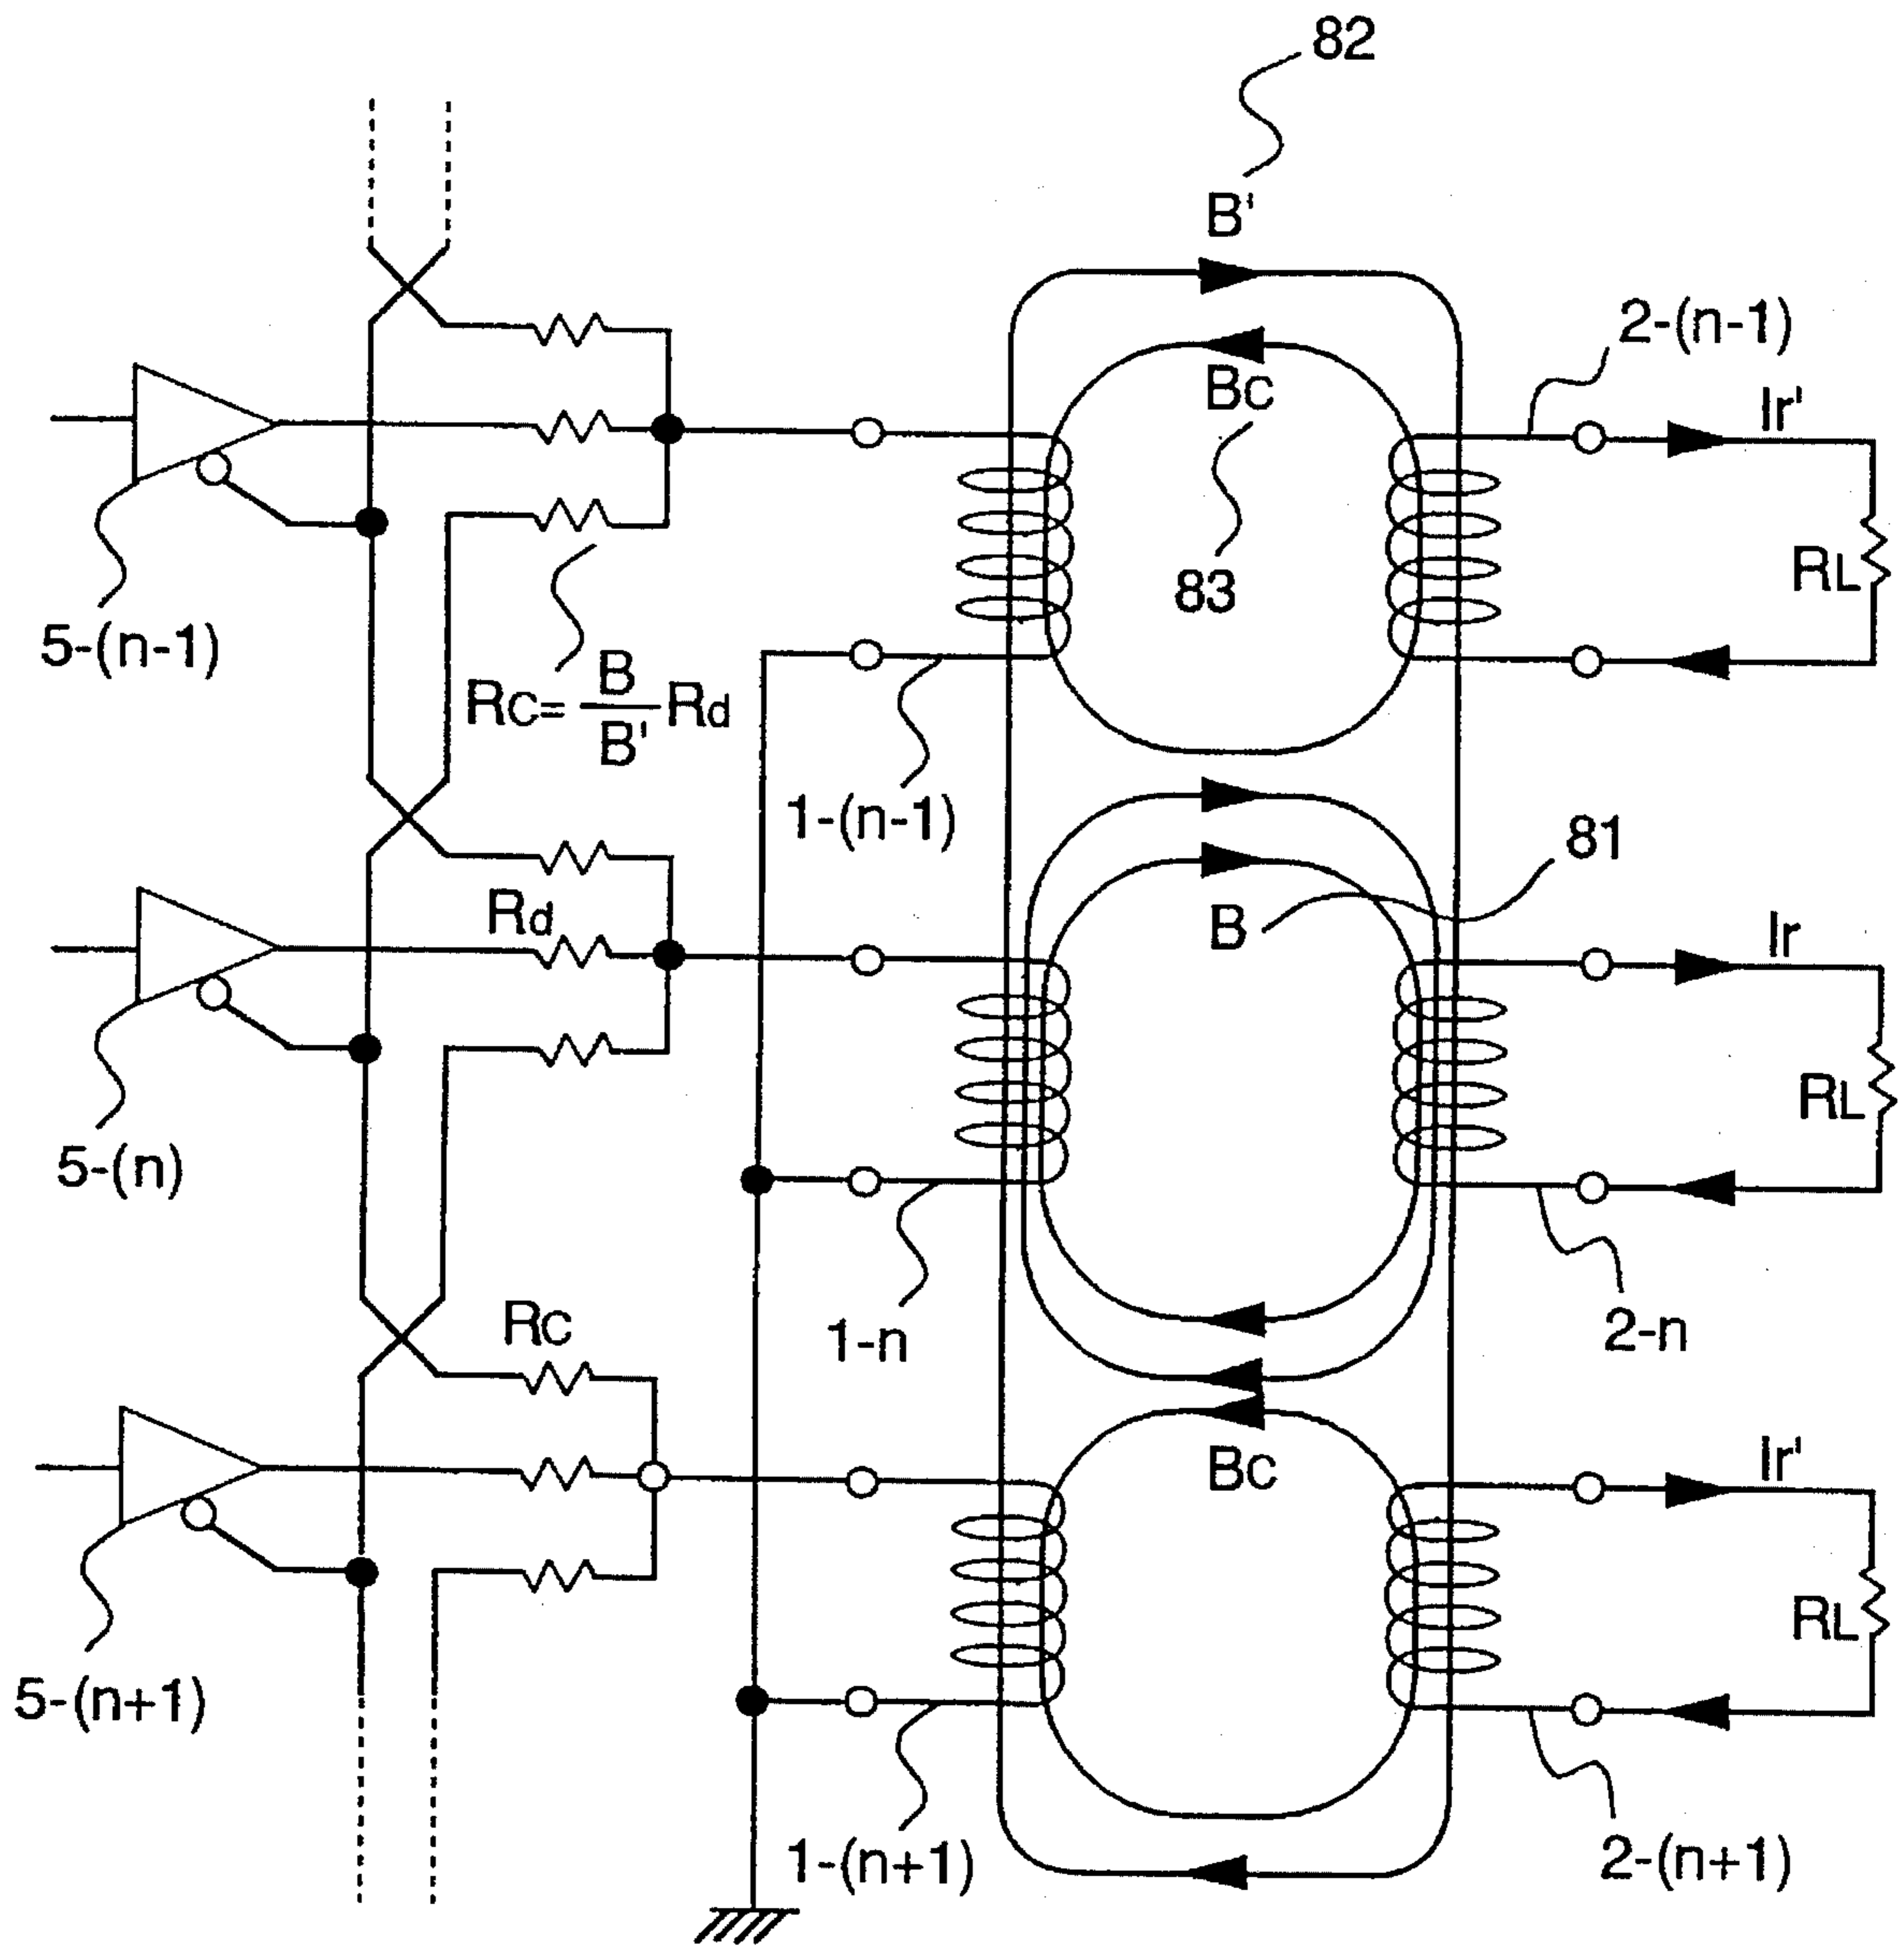 82
B'
2-(n-1)
Ir'
Bc
RL
83
5-(n-1)
Rc= B/B' Rd
1-(n-1)
81
Rd
B
Ir
RL
5-(n)
Rc
1-n
2-n
Ir'
Bc
RL
5-(n+1)
1-(n+1)
2-(n+1)